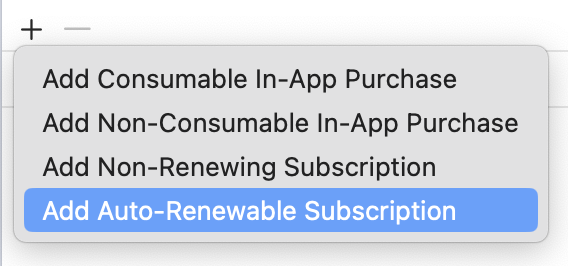 Add Consumable In-App Purchase
Add Non-Consumable In-App Purchase
Add Non-Renewing Subscription
Add Auto-Renewable Subscription